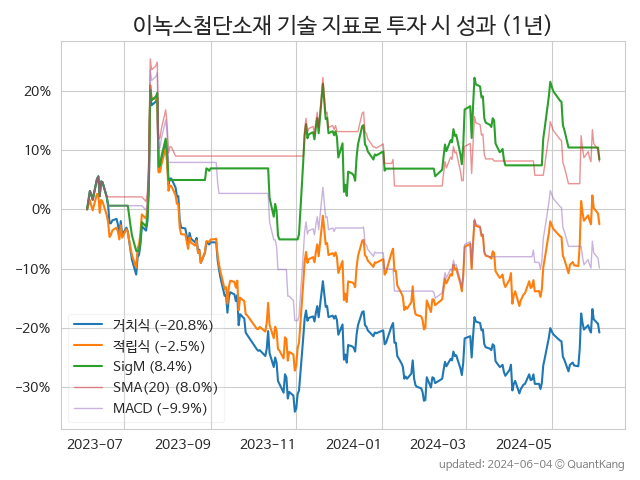 이녹스첨단소재 기술 지표로 투자 시 성과 (1년)
20%
10%
0%
−10%
−20%
−30%
거치식 (−20.8%)
적립식 (−2.5%)
SigM (8.4%)
SMA(20) (8.0%)
MACD (−9.9%)
2023-07
2023-09
2023-11
2024-01
2024-03
2024-05
updated: 2024-06-04 © QuantKang